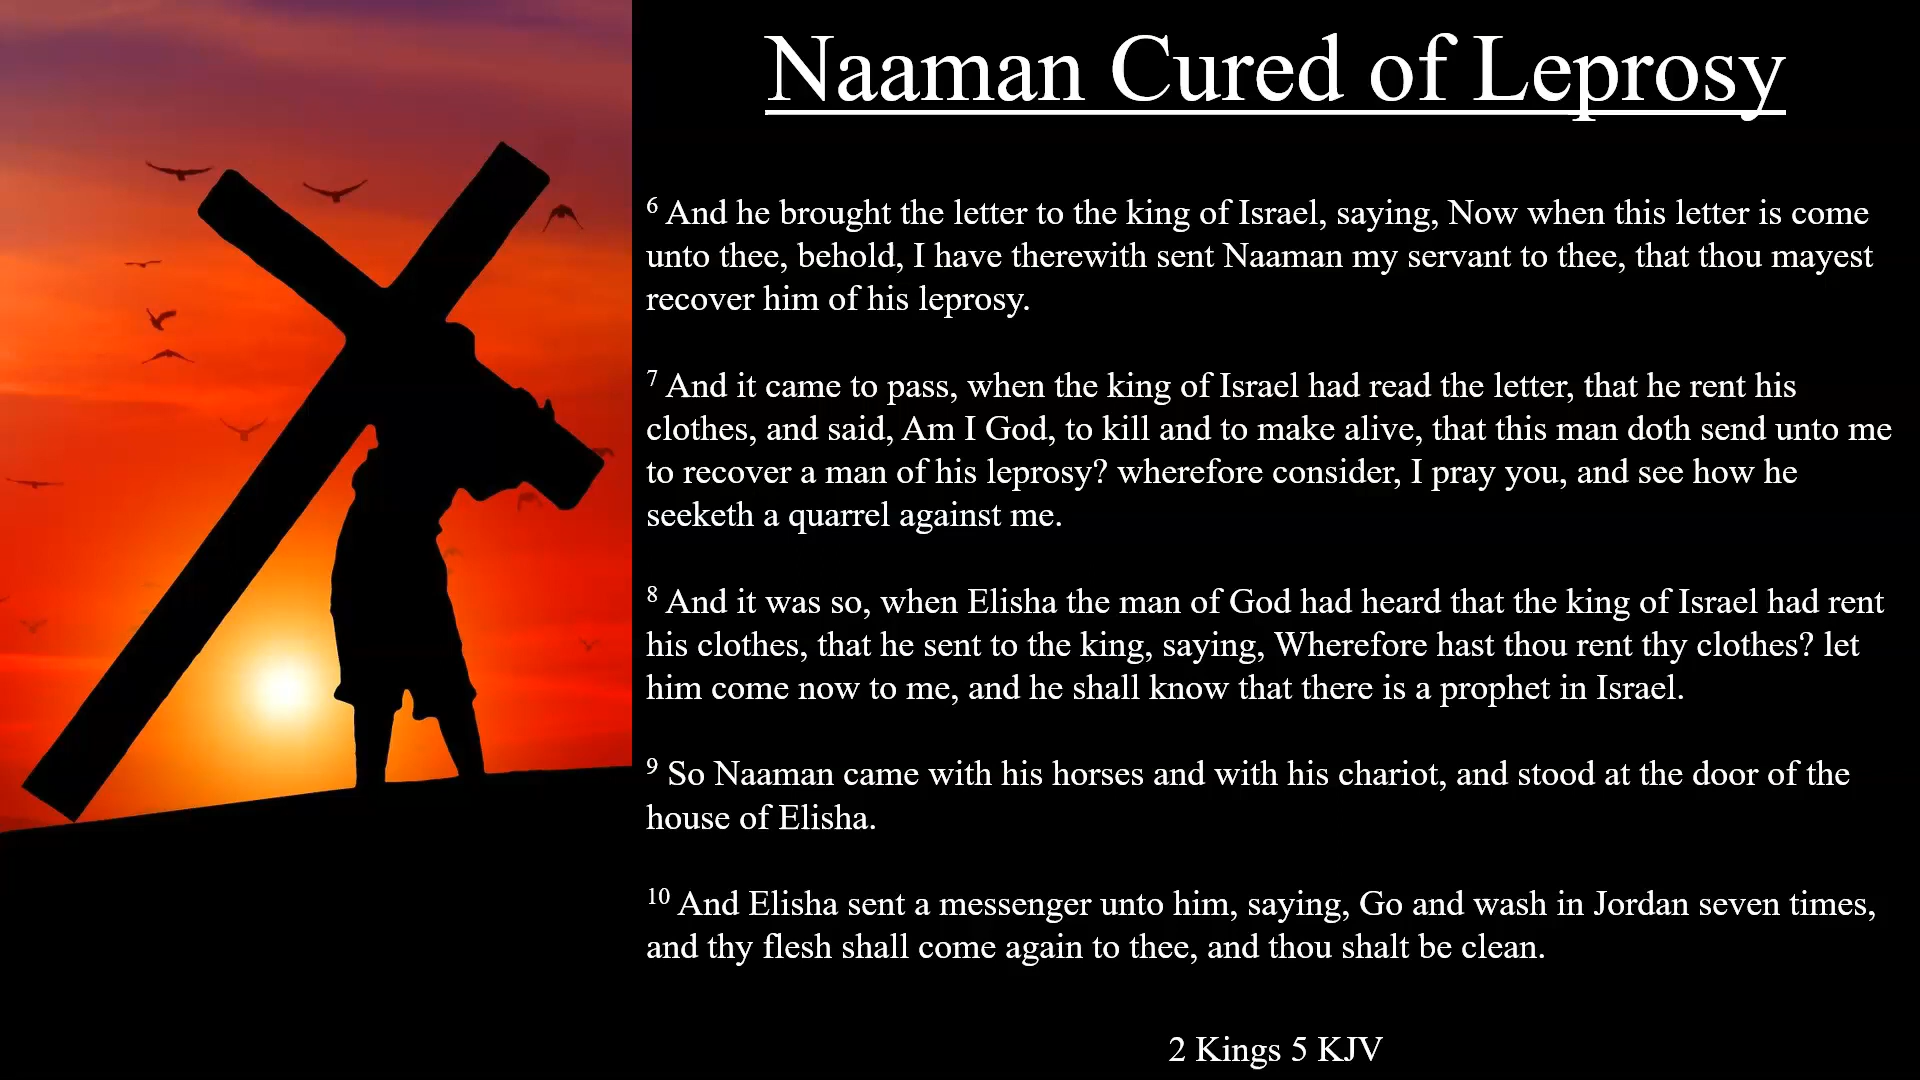 Naaman Cured of Leprosy
6 And he brought the letter to the king of Israel, saying, Now when this letter is come
unto thee, behold, I have therewith sent Naaman my servant to thee, that thou mayest
recover him of his leprosy.
7 And it came to pass, when the king of Israel had read the letter, that he rent his
clothes, and said, Am I God, to kill and to make alive, that this man doth send unto me
to recover a man of his leprosy? wherefore consider, I pray you, and see how he
seeketh a quarrel against me.
8 And it was so, when Elisha the man of God had heard that the king of Israel had rent
his clothes, that he sent to the king, saying, Wherefore hast thou rent thy clothes? let
him come now to me, and he shall know that there is a prophet in Israel.
9 So Naaman came with his horses and with his chariot, and stood at the door of the
house of Elisha.
10 And Elisha sent a messenger unto him, saying, Go and wash in Jordan seven times,
and thy flesh shall come again to thee, and thou shalt be clean.
2 Kings 5 KJV